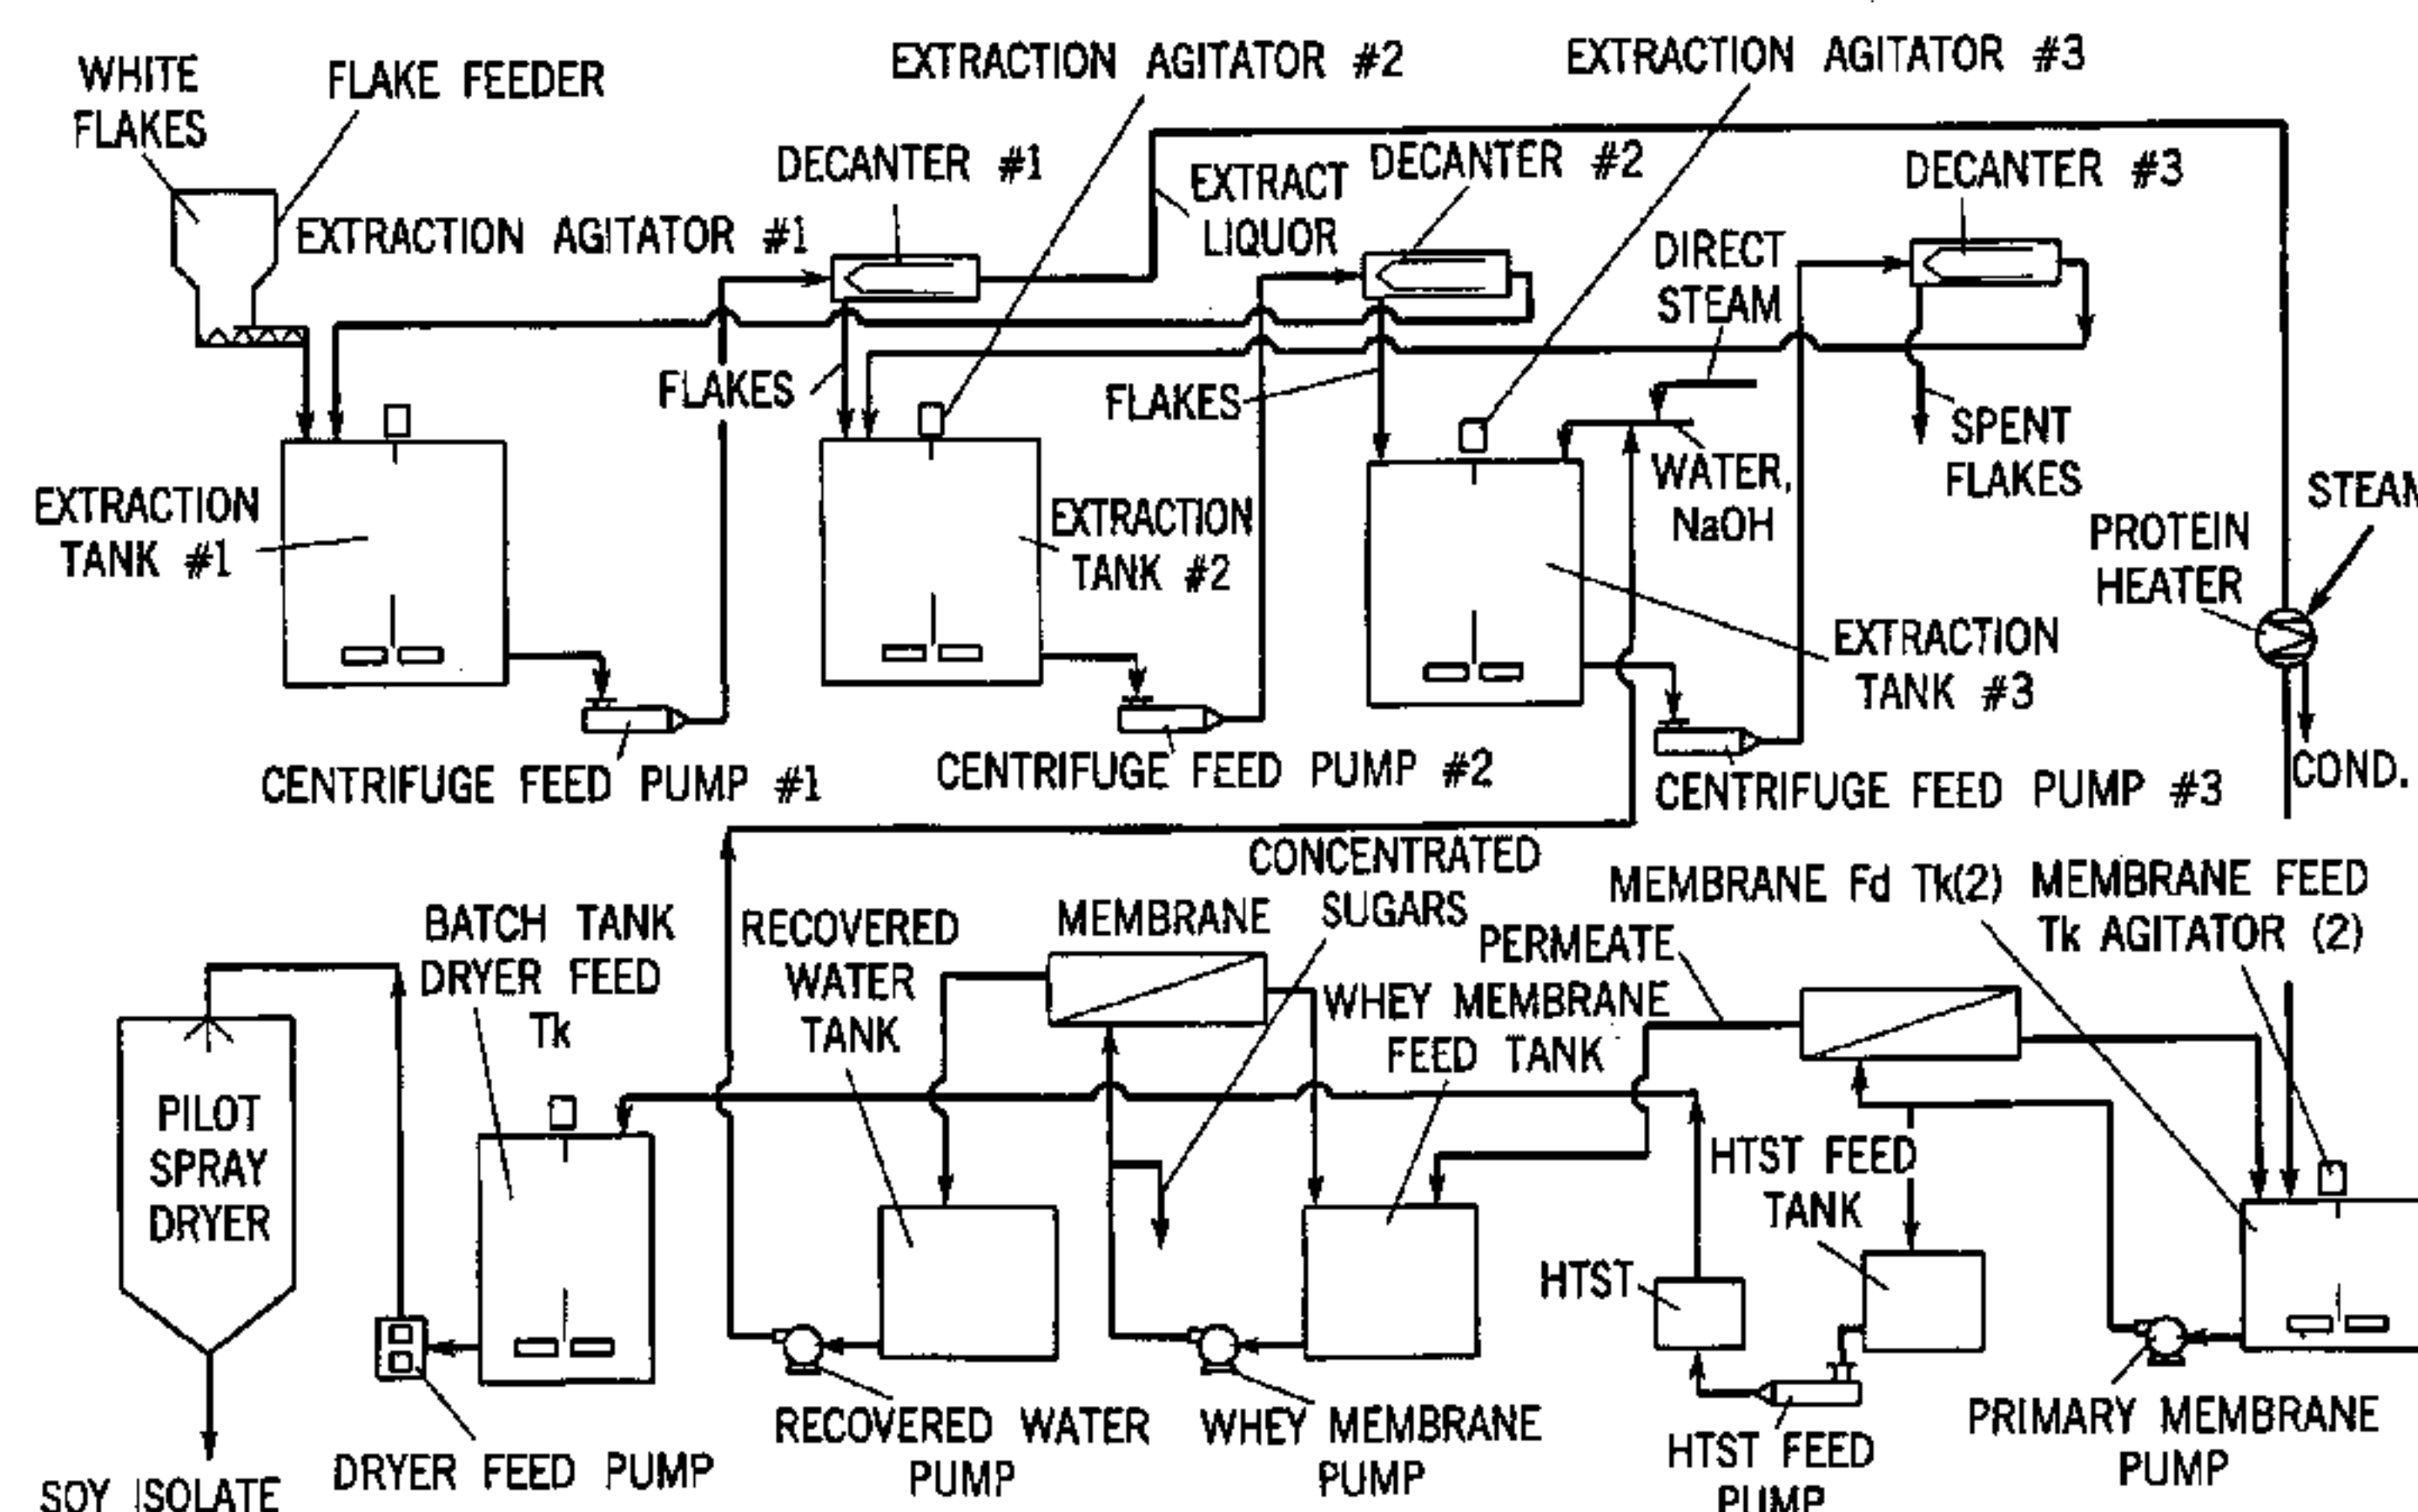 WHITE
FLAKES
FLAKE FEEDER
EXTRACTION AGITATOR #2
EXTRACTION AGITATOR #3
EXTRACTION AGITATOR #1
DECANTER #1
EXTRACT
LIQUOR
DECANTER #2
DECANTER #3
DIRECT
STEAM
FLAKES
FLAKES
WATER,
NaOH
SPENT
FLAKES
EXTRACTION
TANK #1
EXTRACTION
TANK #2
EXTRACTION
TANK #3
PROTEIN
HEATER
STEAM
COND.
CENTRIFUGE FEED PUMP #1
CENTRIFUGE FEED PUMP #2
CENTRIFUGE FEED PUMP #3
BATCH TANK
DRYER FEED
Tk
RECOVERED
WATER
TANK
MEMBRANE
CONCENTRATED
SUGARS
PERMEATE
WHEY MEMBRANE
FEED TANK
MEMBRANE Fd Tk(2)
MEMBRANE FEED
Tk AGITATOR (2)
PILOT
SPRAY
DRYER
HTST
HTST FEED
TANK
SOY ISOLATE
DRYER FEED PUMP
RECOVERED WATER
PUMP
WHEY MEMBRANE
PUMP
HTST FEED
PUMP
PRIMARY MEMBRANE
PUMP